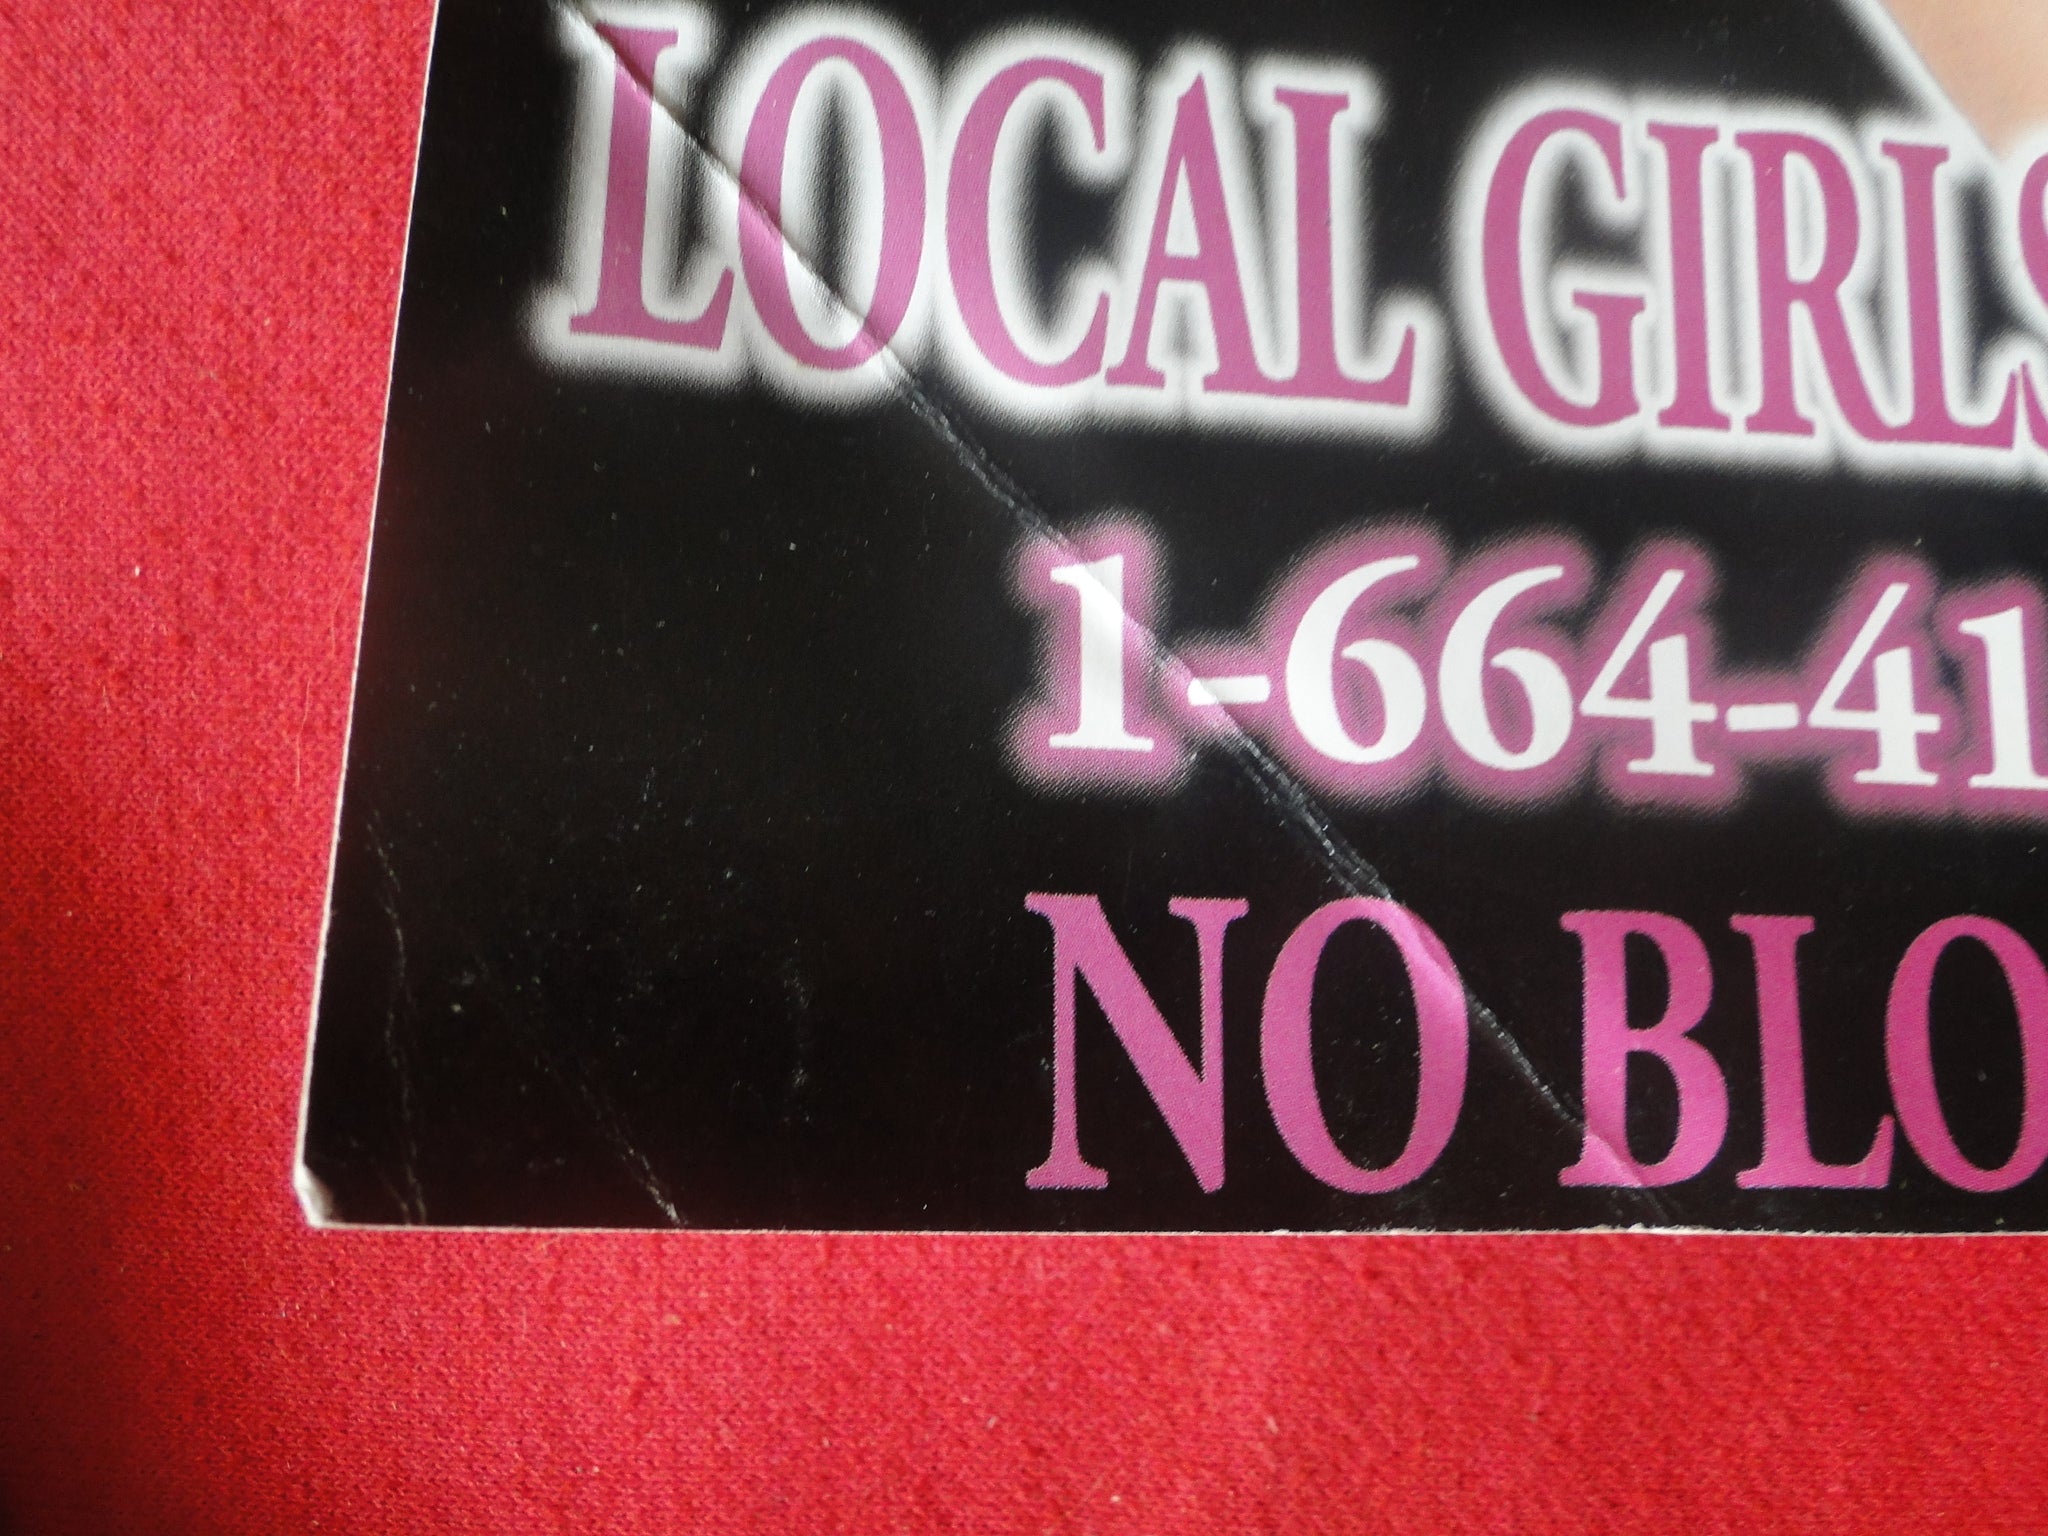 LOCAL GIRLS
1-664-41
NO BLO